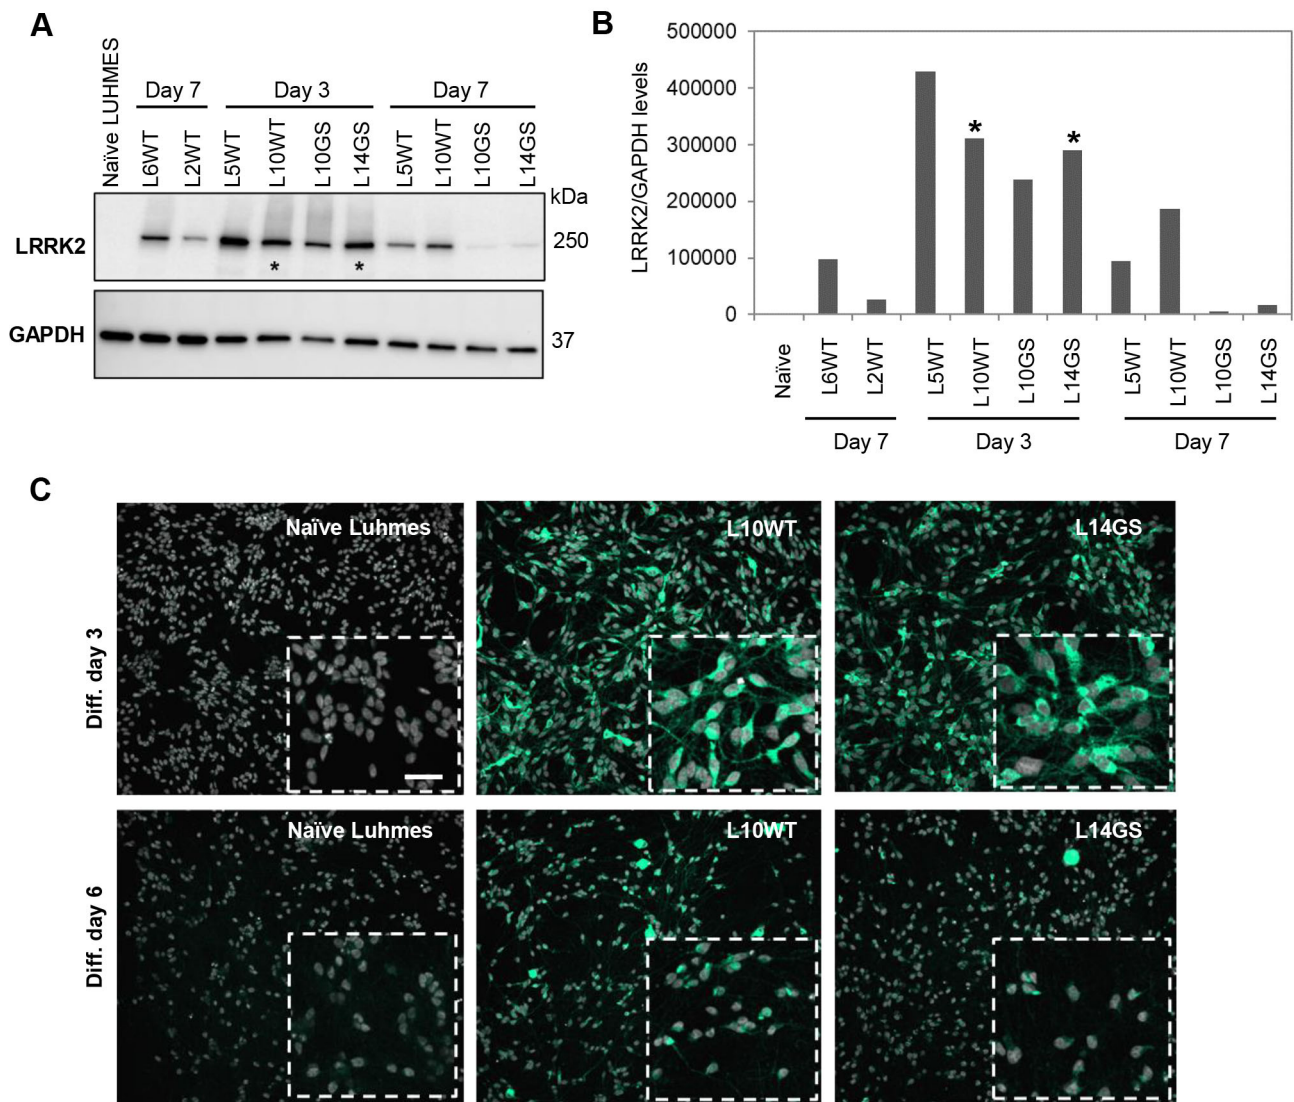 A
Naïve LUHMES
Day 7
Day 3
Day 7
L6WT
L2WT
L5WT
L10WT
L10GS
L14GS
L5WT
L10WT
L10GS
L14GS
kDa
LRRK2
250
* *
GAPDH
37
B
LRRK2/GAPDH levels
500000
400000
300000
200000
100000
0
* *
Naïve
L6WT
L2WT
L5WT
L10WT
L10GS
L14GS
L5WT
L10WT
L10GS
L14GS
Day 7
Day 3
Day 7
C
Diff. day 3
Naïve Luhmes
L10WT
L14GS
Diff. day 6
Naïve Luhmes
L10WT
L14GS